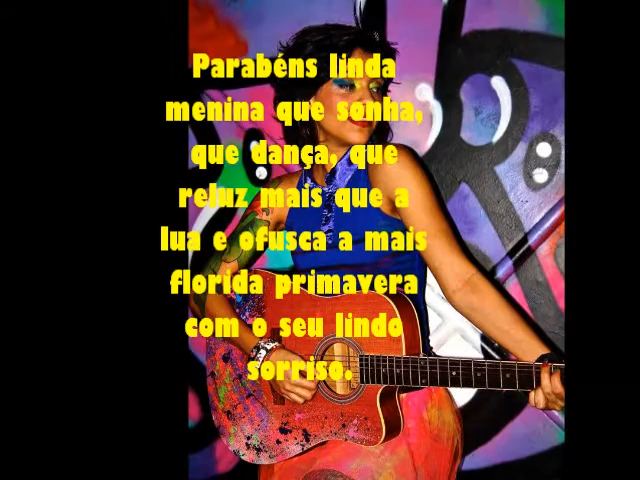 Parabéns linda
menina que sonha,
que dança, que
reluz mais que a
lua e ofusca a mais
florida primavera
com o seu lindo
sorriso.